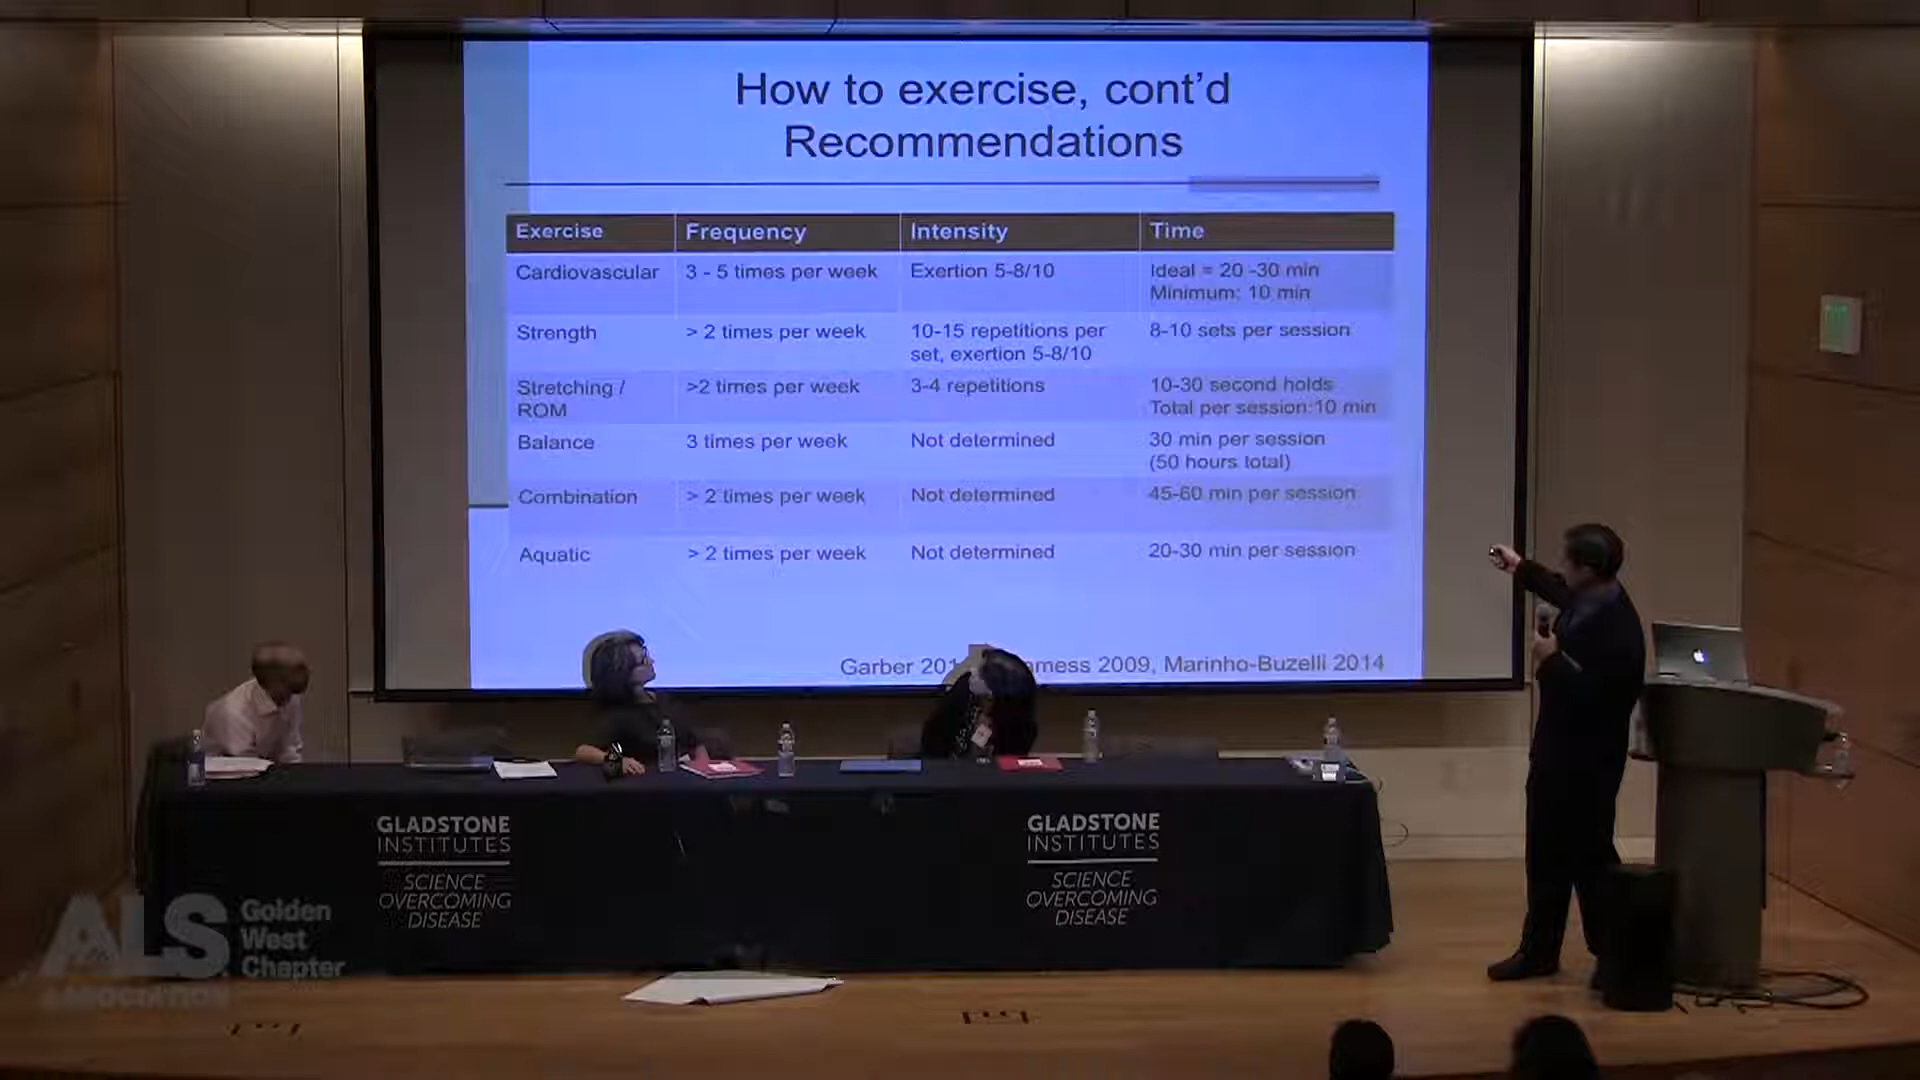 How to exercise, cont’d
Recommendations
Exercise Frequency Intensity Time
Cardiovascular 3 - 5 times per week Exertion 5-8/10 Ideal = 20 -30 min
Minimum: 10 min
Strength > 2 times per week 10-15 repetitions per 8-10 sets per session
set, exertion 5-8/10
Stretching / >2 times per week 3-4 repetitions 10-30 second holds
ROM Total per session:10 min
Balance 3 times per week Not determined 30 min per session
(50 hours total)
Combination > 2 times per week Not determined 45-60 min per session
Aquatic > 2 times per week Not determined 20-30 min per session
Garber 2009, Marinho-Buzelli 2014
GLADSTONE
INSTITUTES
SCIENCE
OVERCOMING
DISEASE
GLADSTONE
INSTITUTES
SCIENCE
OVERCOMING
DISEASE
ALS
ASSOCIATION
Golden
West
Chapter